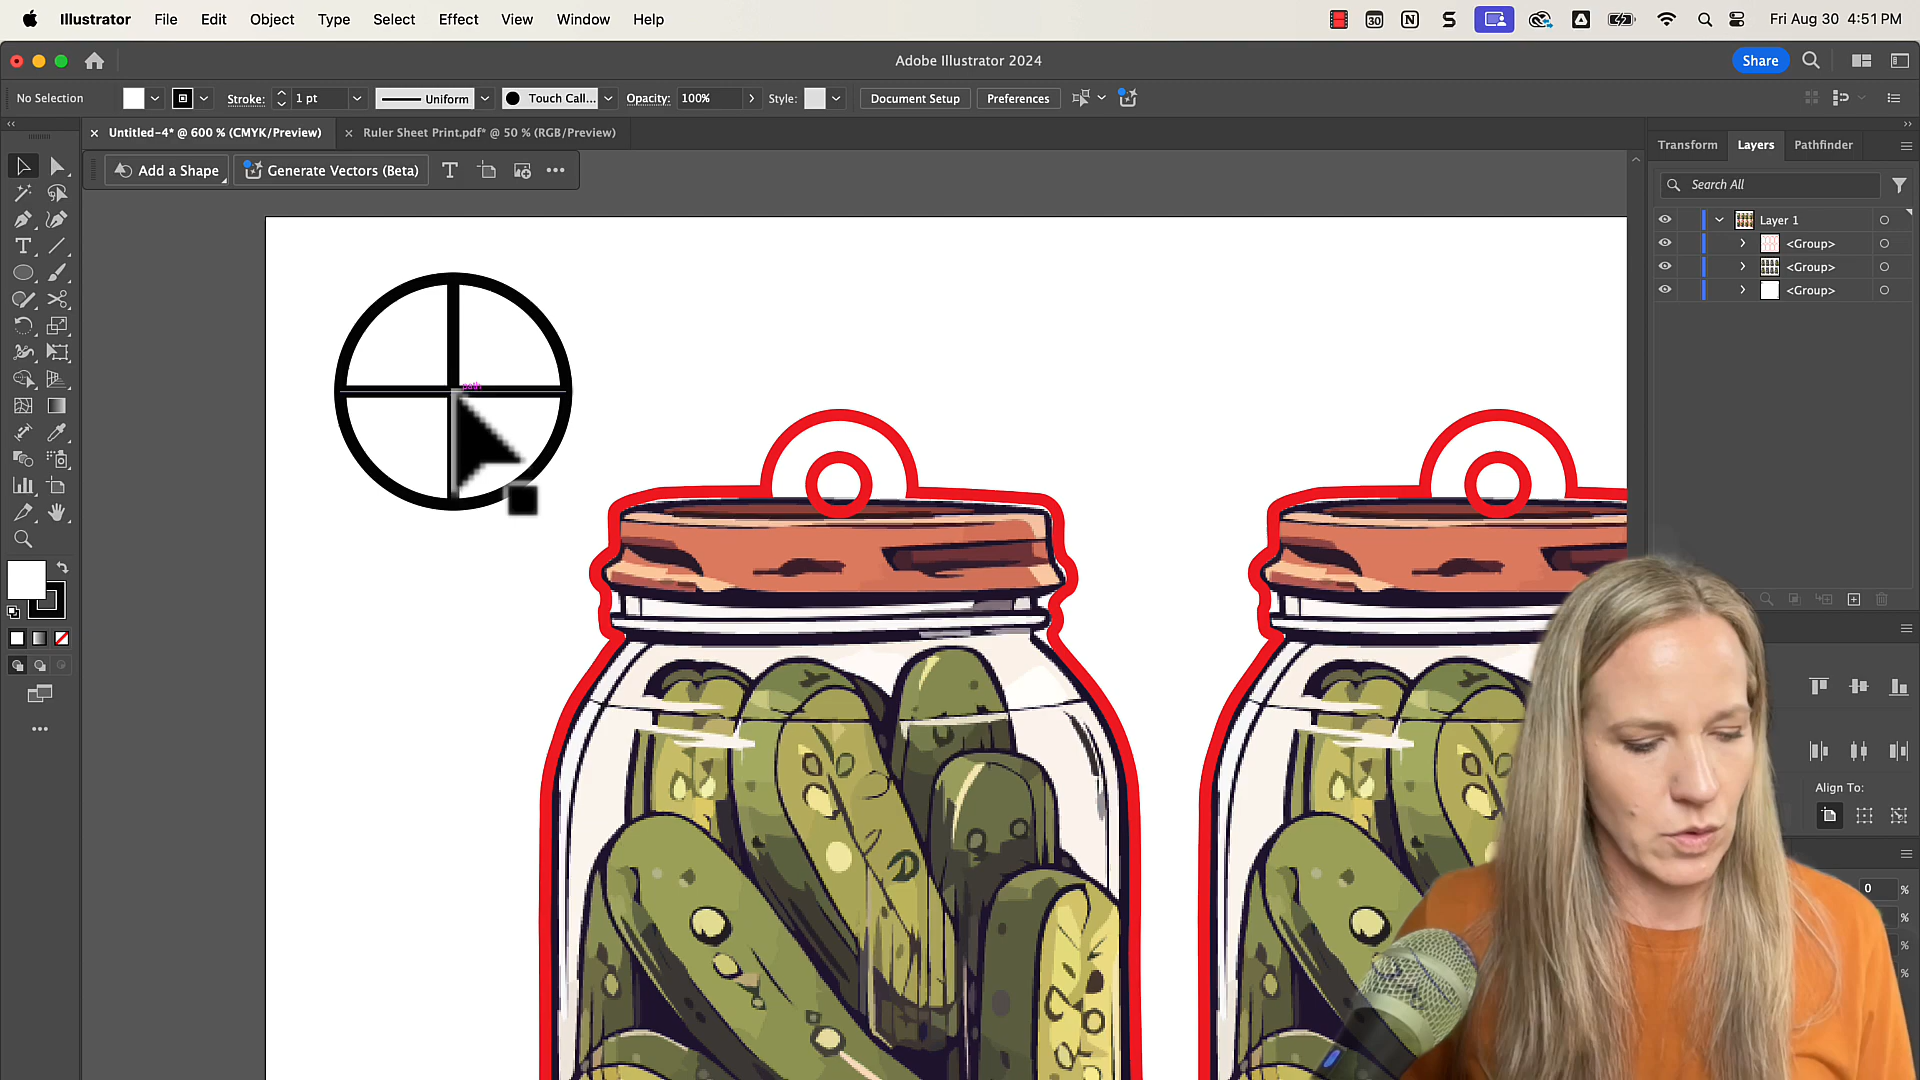 Illustrator File Edit Object Type Select Effect View Window Help
30
Fri Aug 30 4:51 PM
Adobe Illustrator 2024
Share
No Selection
Stroke: 1 pt
Uniform
Touch Call...
Opacity: 100%
Style:
Document Setup
Preferences
Untitled-4* @ 600 % (CMYK/Preview)
Ruler Sheet Print.pdf* @ 50 % (RGB/Preview)
Transform Layers Pathfinder
Add a Shape
Generate Vectors (Beta)
Search All
Layer 1
<Group>
<Group>
<Group>
path
Align To:
0 %
%
%
%